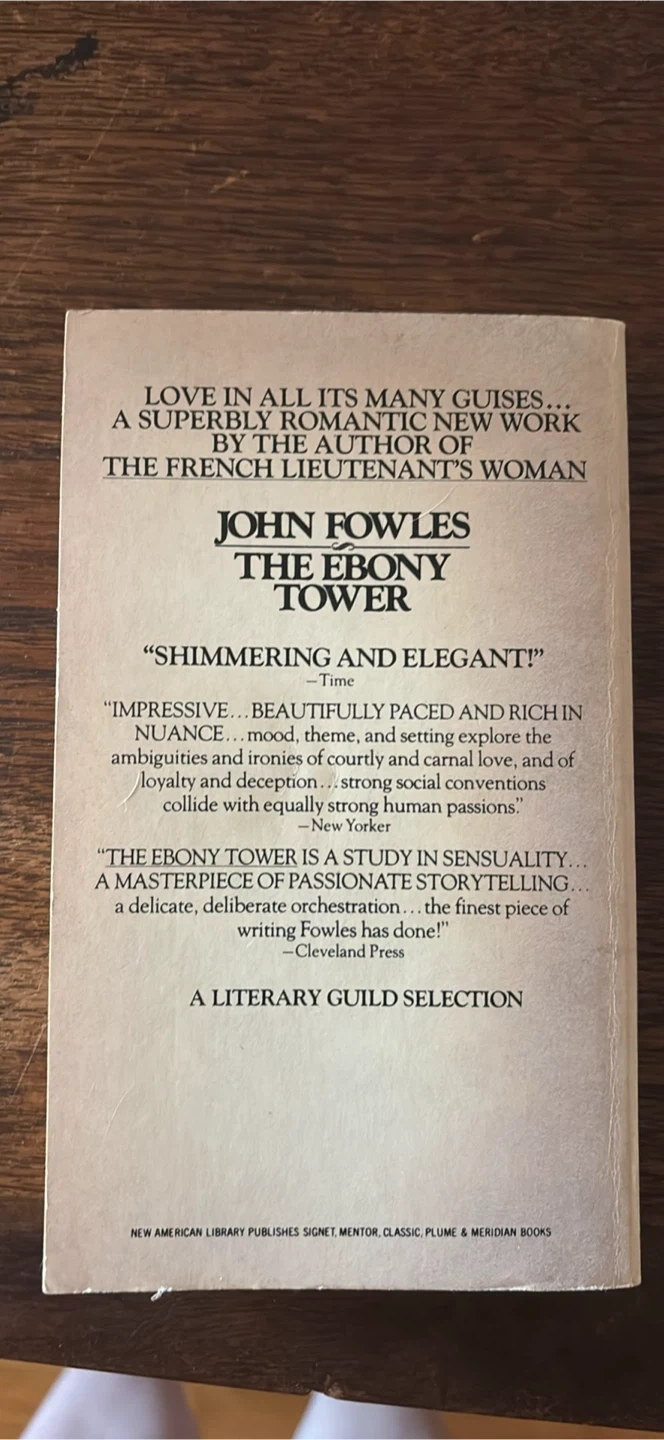 LOVE IN ALL ITS MANY GUISES...
A SUPERBLY ROMANTIC NEW WORK
BY THE AUTHOR OF
THE FRENCH LIEUTENANT'S WOMAN
JOHN FOWLES
THE EBONY
TOWER
“SHIMMERING AND ELEGANT!”
—Time
“IMPRESSIVE...BEAUTIFULLY PACED AND RICH IN
NUANCE...mood, theme, and setting explore the
ambiguities and ironies of courtly and carnal love, and of
loyalty and deception...strong social conventions
collide with equally strong human passions.”
—New Yorker
“THE EBONY TOWER IS A STUDY IN SENSUALITY...
A MASTERPIECE OF PASSIONATE STORYTELLING...
a delicate, deliberate orchestration...the finest piece of
writing Fowles has done!”
—Cleveland Press
A LITERARY GUILD SELECTION
NEW AMERICAN LIBRARY PUBLISHES SIGNET, MENTOR, CLASSIC, PLUME & MERIDIAN BOOKS